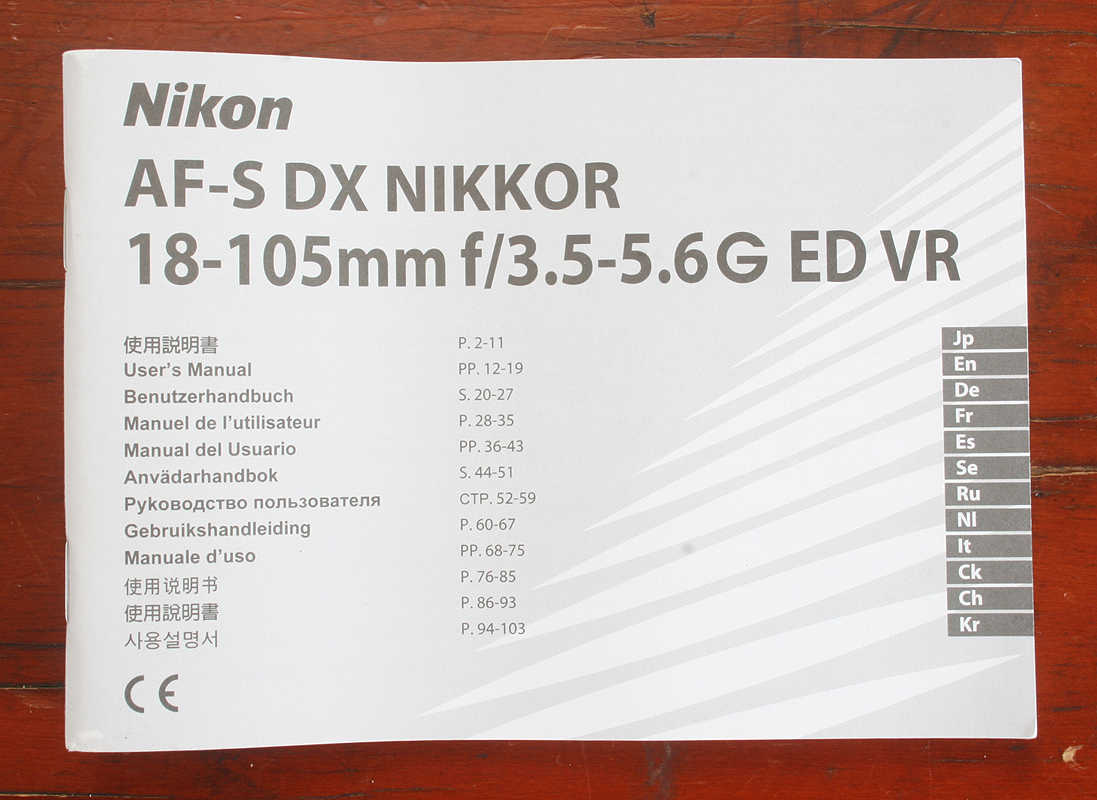 Nikon
AF-S DX NIKKOR
18-105mm f/3.5-5.6G ED VR
使用説明書 P. 2-11 Jp
User's Manual PP. 12-19 En
Benutzerhandbuch S. 20-27 De
Manuel de l'utilisateur P. 28-35 Fr
Manual del Usuario PP. 36-43 Es
Anvädarhandbok S. 44-51 Se
Руководство пользователя СТР. 52-59 Ru
Gebruikshandleiding P. 60-67 Nl
Manuale d'uso PP. 68-75 It
使用说明书 P. 76-85 Ck
使用說明書 P. 86-93 Ch
사용설명서 P. 94-103 Kr
CE